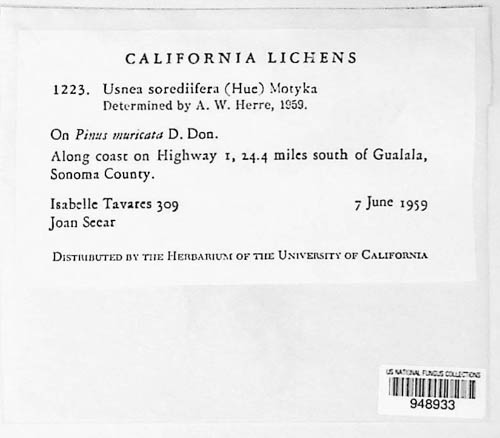 CALIFORNIA LICHENS
1223. Usnea sorediifera (Hue) Motyka
Determined by A. W. Herre, 1959.
On Pinus muricata D. Don.
Along coast on Highway 1, 24.4 miles south of Gualala,
Sonoma County.
Isabelle Tavares 309 7 June 1959
Joan Seear
DISTRIBUTED BY THE HERBARIUM OF THE UNIVERSITY OF CALIFORNIA
US NATIONAL FUNGUS COLLECTIONS
948933